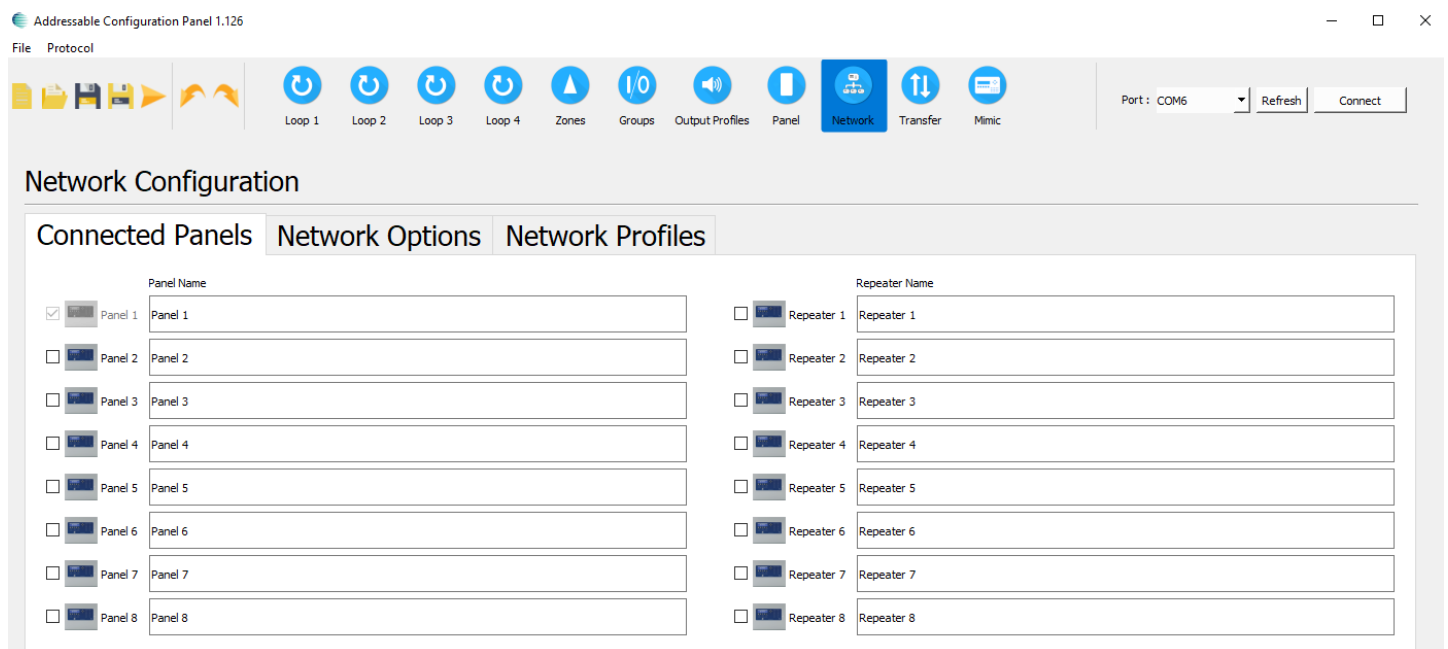 Addressable Configuration Panel 1.126
File Protocol
Loop 1 Loop 2 Loop 3 Loop 4 Zones Groups Output Profiles Panel Network Transfer Mimic
Port : COM6 Refresh Connect
Network Configuration
Connected Panels Network Options Network Profiles
Panel Name Repeater Name
Panel 1 Panel 1 Repeater 1 Repeater 1
Panel 2 Panel 2 Repeater 2 Repeater 2
Panel 3 Panel 3 Repeater 3 Repeater 3
Panel 4 Panel 4 Repeater 4 Repeater 4
Panel 5 Panel 5 Repeater 5 Repeater 5
Panel 6 Panel 6 Repeater 6 Repeater 6
Panel 7 Panel 7 Repeater 7 Repeater 7
Panel 8 Panel 8 Repeater 8 Repeater 8